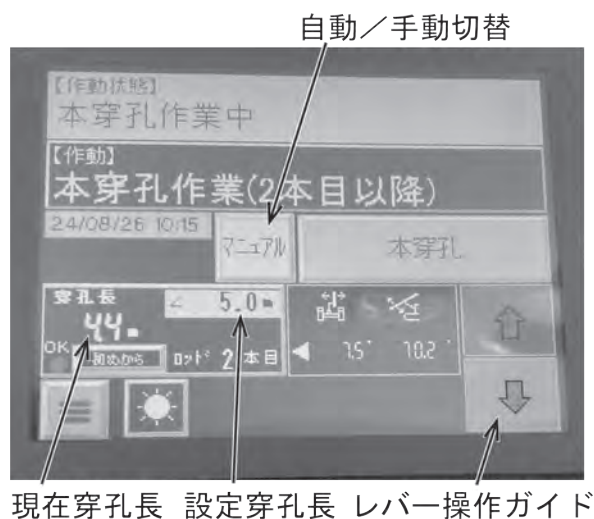 自動／手動切替
【作動状態】
本穿孔作業中
【作動】
本穿孔作業(2本目以降)
24/08/26 10:15
マニュアル
本穿孔
穿孔長
∠ 5.0m
4.4m
OK
初めから
ロッド 2本目
◀ 7.5° 10.2°
現在穿孔長 設定穿孔長 レバー操作ガイド